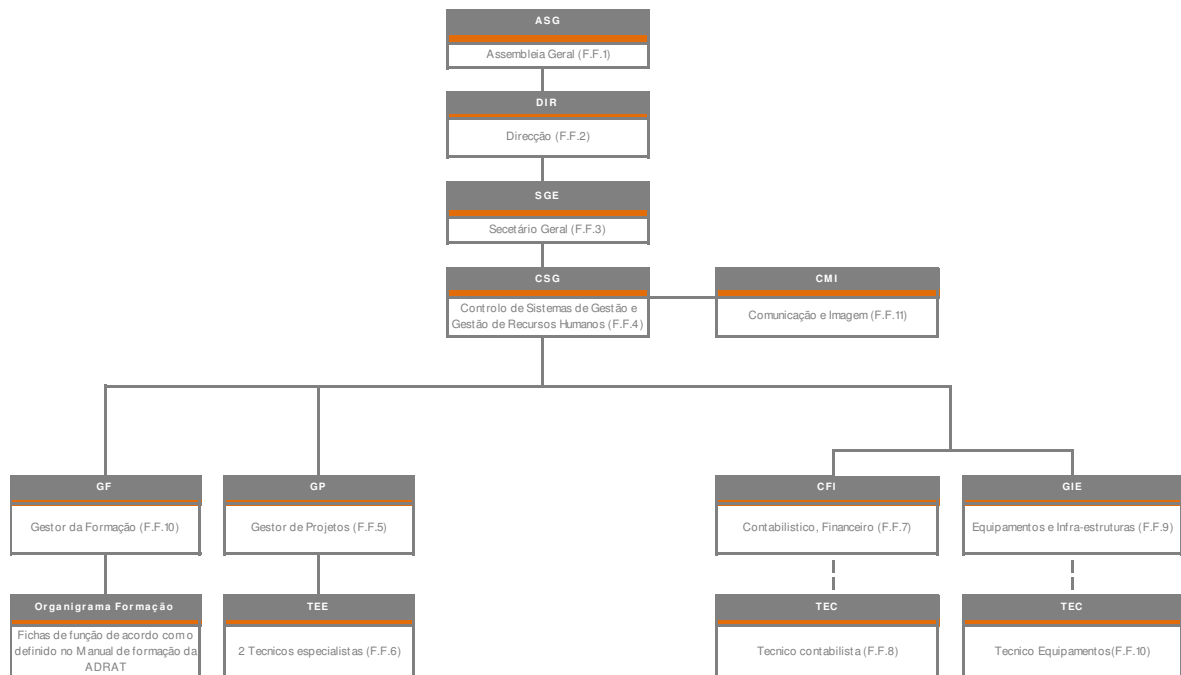 ASG
Assembleia Geral (F.F.1)
DIR
Direcção (F.F.2)
SGE
Secetário Geral (F.F.3)
CSG
Controlo de Sistemas de Gestão e
Gestão de Recursos Humanos (F.F.4)
CMI
Comunicação e Imagem (F.F.11)
GF
Gestor da Formação (F.F.10)
GP
Gestor de Projetos (F.F.5)
CFI
Contabilistico, Financeiro (F.F.7)
GIE
Equipamentos e Infra-estruturas (F.F.9)
Organigrama Formação
Fichas de função de acordo com o
definido no Manual de formação da
ADRAT
TEE
2 Tecnicos especialistas (F.F.6)
TEC
Tecnico contabilista (F.F.8)
TEC
Tecnico Equipamentos(F.F.10)